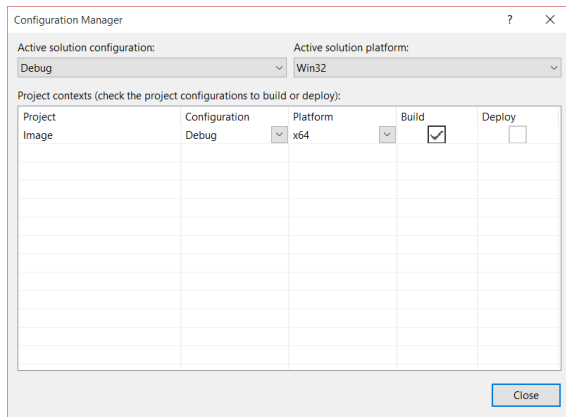 Configuration Manager ?
Active solution configuration: Active solution platform:
Debug Win32
Project contexts (check the project configurations to build or deploy):
Project Configuration Platform Build Deploy
Image Debug x64
Close